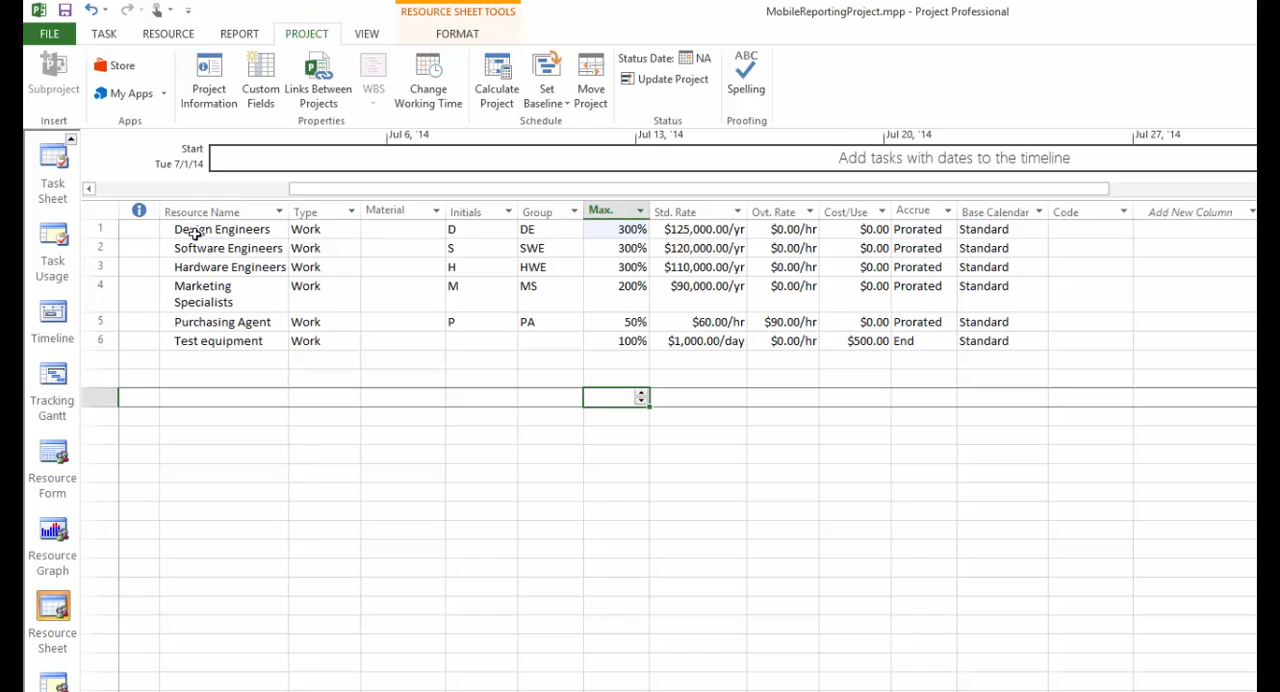 RESOURCE SHEET TOOLS
MobileReportingProject.mpp - Project Professional
FILE TASK RESOURCE REPORT PROJECT VIEW FORMAT
Subproject
Store
My Apps
Project Information
Custom Fields
Links Between Projects
WBS
Change Working Time
Calculate Project
Set Baseline
Move Project
Status Date: NA
Update Project
ABC
Spelling
Insert Apps Properties Schedule Status Proofing
Jul 6, '14 Jul 13, '14 Jul 20, '14 Jul 27, '14
Start
Tue 7/1/14
Add tasks with dates to the timeline
Task Sheet
Task Usage
Timeline
Tracking Gantt
Resource Form
Resource Graph
Resource Sheet
Resource Name Type Material Initials Group Max. Std. Rate Ovt. Rate Cost/Use Accrue Base Calendar Code Add New Column
1 Design Engineers Work D DE 300% $125,000.00/yr $0.00/hr $0.00 Prorated Standard
2 Software Engineers Work S SWE 300% $120,000.00/yr $0.00/hr $0.00 Prorated Standard
3 Hardware Engineers Work H HWE 300% $110,000.00/yr $0.00/hr $0.00 Prorated Standard
4 Marketing Specialists Work M MS 200% $90,000.00/yr $0.00/hr $0.00 Prorated Standard
5 Purchasing Agent Work P PA 50% $60.00/hr $90.00/hr $0.00 Prorated Standard
6 Test equipment Work 100% $1,000.00/day $0.00/hr $500.00 End Standard